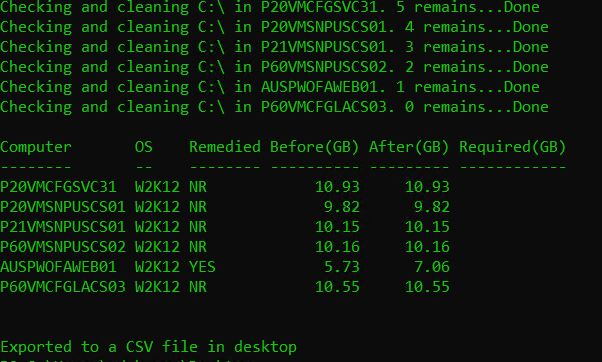 Checking and cleaning C:\ in P20VMCFGSVC31. 5 remains...Done
Checking and cleaning C:\ in P20VMSNPUSCS01. 4 remains...Done
Checking and cleaning C:\ in P21VMSNPUSCS01. 3 remains...Done
Checking and cleaning C:\ in P60VMSNPUSCS02. 2 remains...Done
Checking and cleaning C:\ in AUSPWOFAWEB01. 1 remains...Done
Checking and cleaning C:\ in P60VMCFGLACS03. 0 remains...Done
Computer OS Remedied Before(GB) After(GB) Required(GB)
-------- -- -------- ---------- --------- ------------
P20VMCFGSVC31 W2K12 NR 10.93 10.93
P20VMSNPUSCS01 W2K12 NR 9.82 9.82
P21VMSNPUSCS01 W2K12 NR 10.15 10.15
P60VMSNPUSCS02 W2K12 NR 10.16 10.16
AUSPWOFAWEB01 W2K12 YES 5.73 7.06
P60VMCFGLACS03 W2K12 NR 10.55 10.55
Exported to a CSV file in desktop